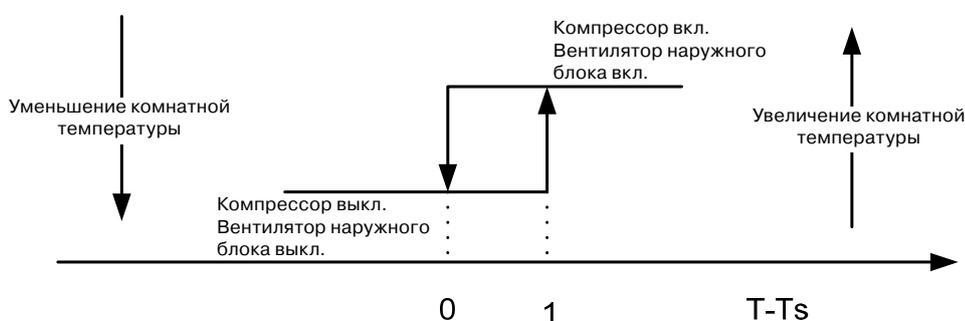 Компрессор вкл.
Вентилятор наружного
блока вкл.
Уменьшение комнатной
температуры
Увеличение комнатной
температуры
Компрессор выкл.
Вентилятор наружного
блока выкл.
0 1 T-Ts